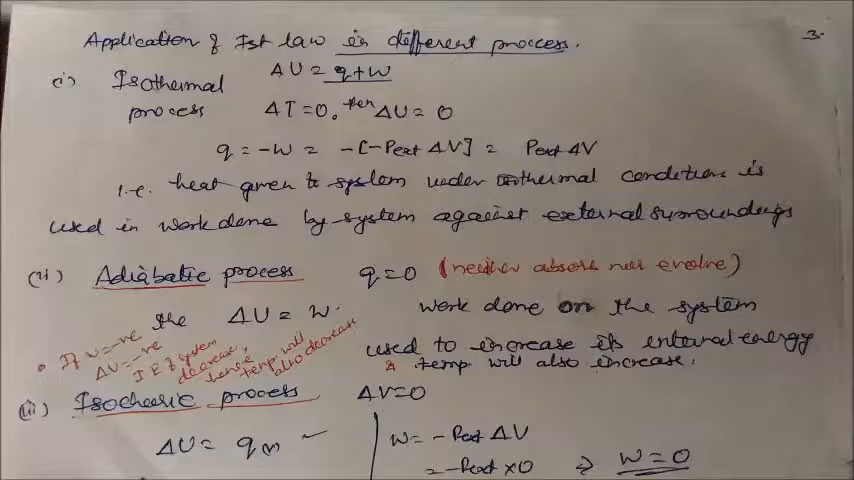 Application of Ist law in different process.
3.
ΔU = q+w
(i) Isothermal process
ΔT=0, then ΔU = 0
q = -w = -[-Pext ΔV] = Pext ΔV
i.e. heat given to system under isothermal conditions is
used in work done by system against external surroundings
(ii) Adiabatic process q=0 (neither absorb nor evolve)
the ΔU = w.
work done on the system
used to increase its internal energy
& temp. will also increase.
• If w=-ve
ΔU=-ve
I E of system
decrease,
hence
temp. will
also decrease
(iii) Isochoric process ΔV=0
ΔU = q(v)
w = -Pext ΔV
= -Pext × 0 ⇒ w=0